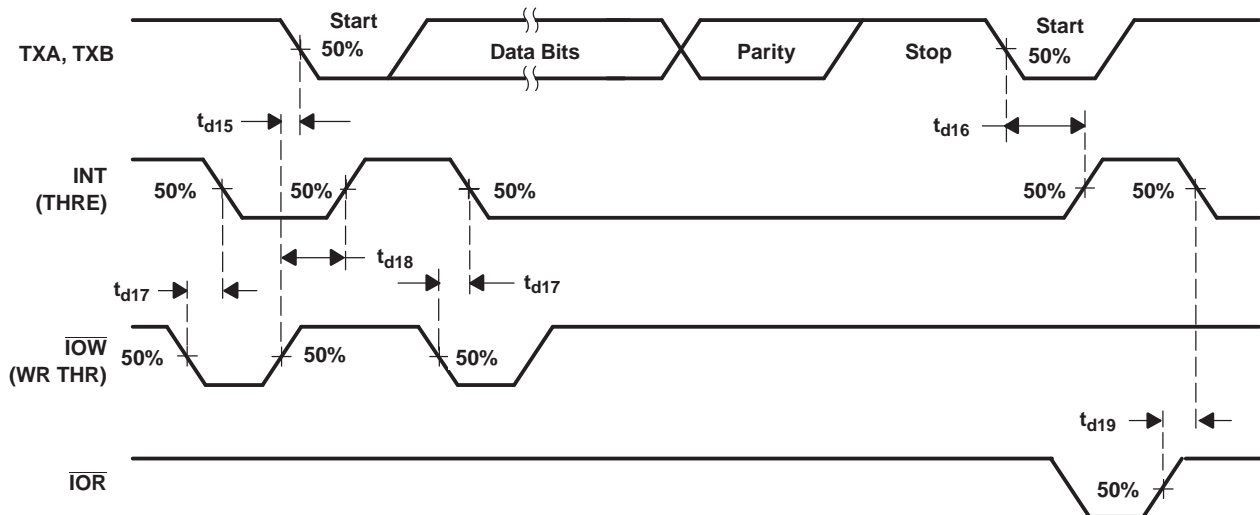 Start
Start
TXA, TXB
50%
Data Bits
Parity
Stop
50%
td15
td16
INT
(THRE)
50%
50%
50%
50%
50%
td18
td17
td17
IOW
(WR THR)
50%
50%
50%
td19
IOR
50%